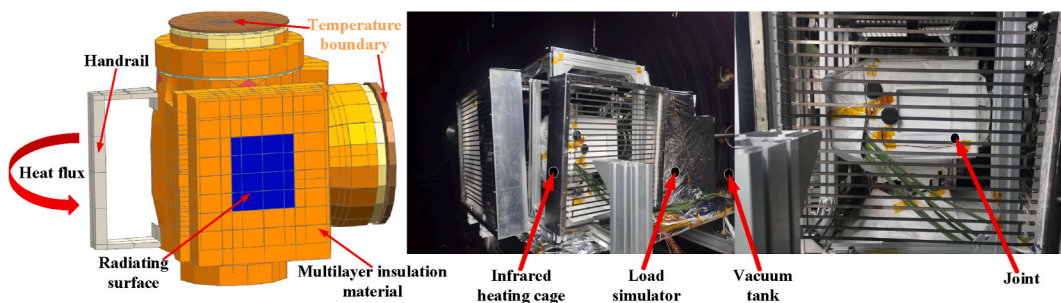 Temperature
boundary
Handrail
Heat flux
Radiating
surface
Multilayer insulation
material
Infrared
heating cage
Load
simulator
Vacuum
tank
Joint